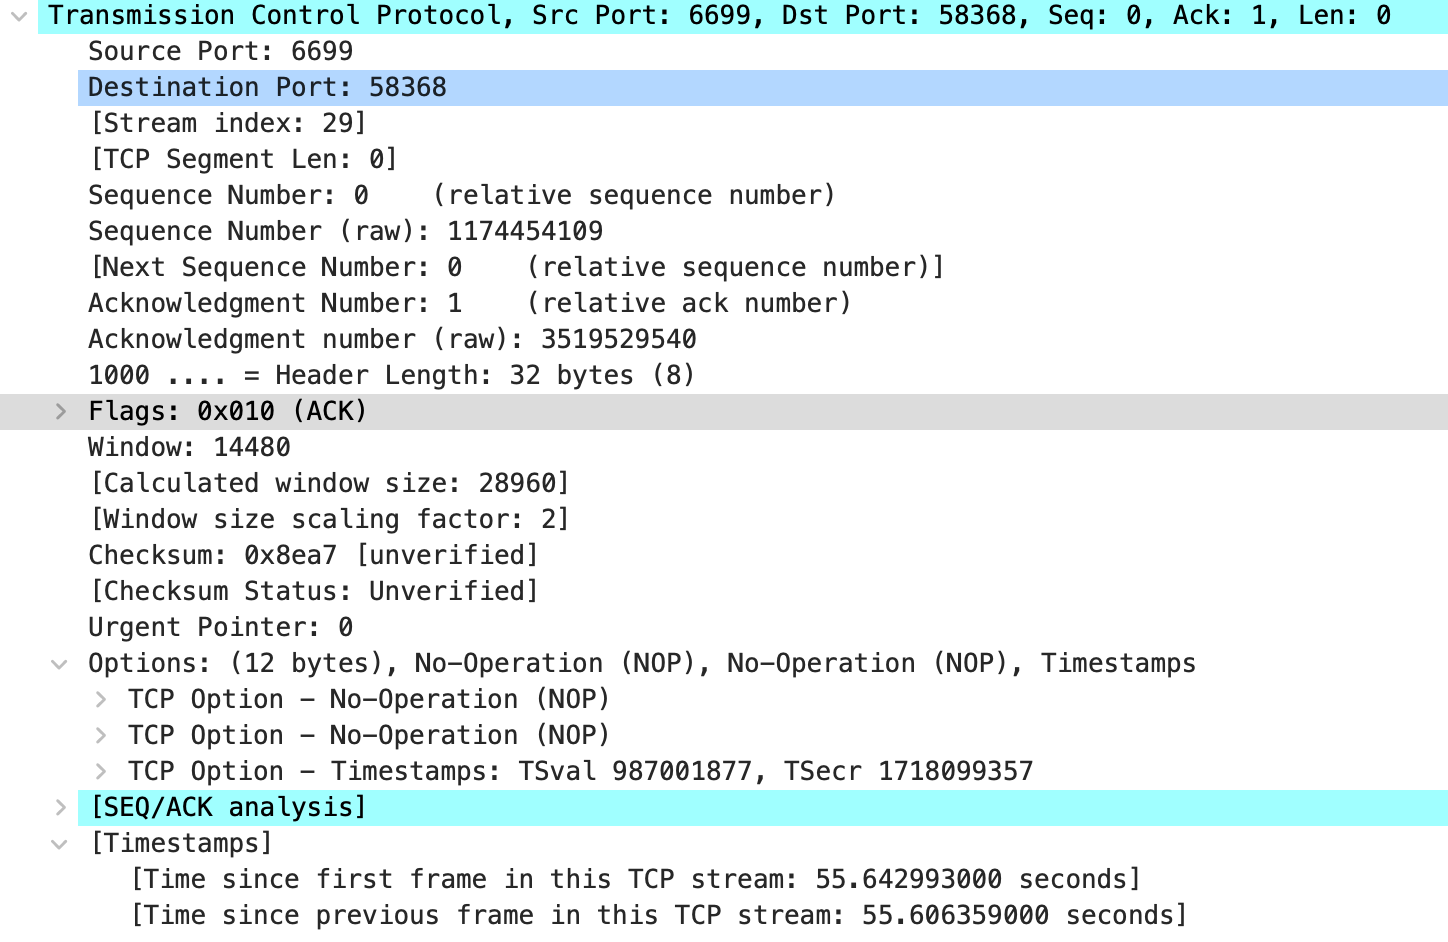 Transmission Control Protocol, Src Port: 6699, Dst Port: 58368, Seq: 0, Ack: 1, Len: 0
Source Port: 6699
Destination Port: 58368
[Stream index: 29]
[TCP Segment Len: 0]
Sequence Number: 0    (relative sequence number)
Sequence Number (raw): 1174454109
[Next Sequence Number: 0    (relative sequence number)]
Acknowledgment Number: 1    (relative ack number)
Acknowledgment number (raw): 3519529540
1000 .... = Header Length: 32 bytes (8)
Flags: 0x010 (ACK)
Window: 14480
[Calculated window size: 28960]
[Window size scaling factor: 2]
Checksum: 0x8ea7 [unverified]
[Checksum Status: Unverified]
Urgent Pointer: 0
Options: (12 bytes), No-Operation (NOP), No-Operation (NOP), Timestamps
TCP Option - No-Operation (NOP)
TCP Option - No-Operation (NOP)
TCP Option - Timestamps: TSval 987001877, TSecr 1718099357
[SEQ/ACK analysis]
[Timestamps]
[Time since first frame in this TCP stream: 55.642993000 seconds]
[Time since previous frame in this TCP stream: 55.606359000 seconds]